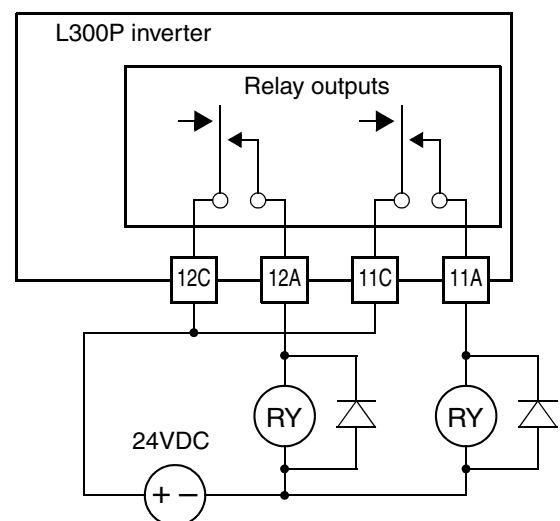 L300P inverter
Relay outputs
12C 12A 11C 11A
RY RY
24VDC
+ −